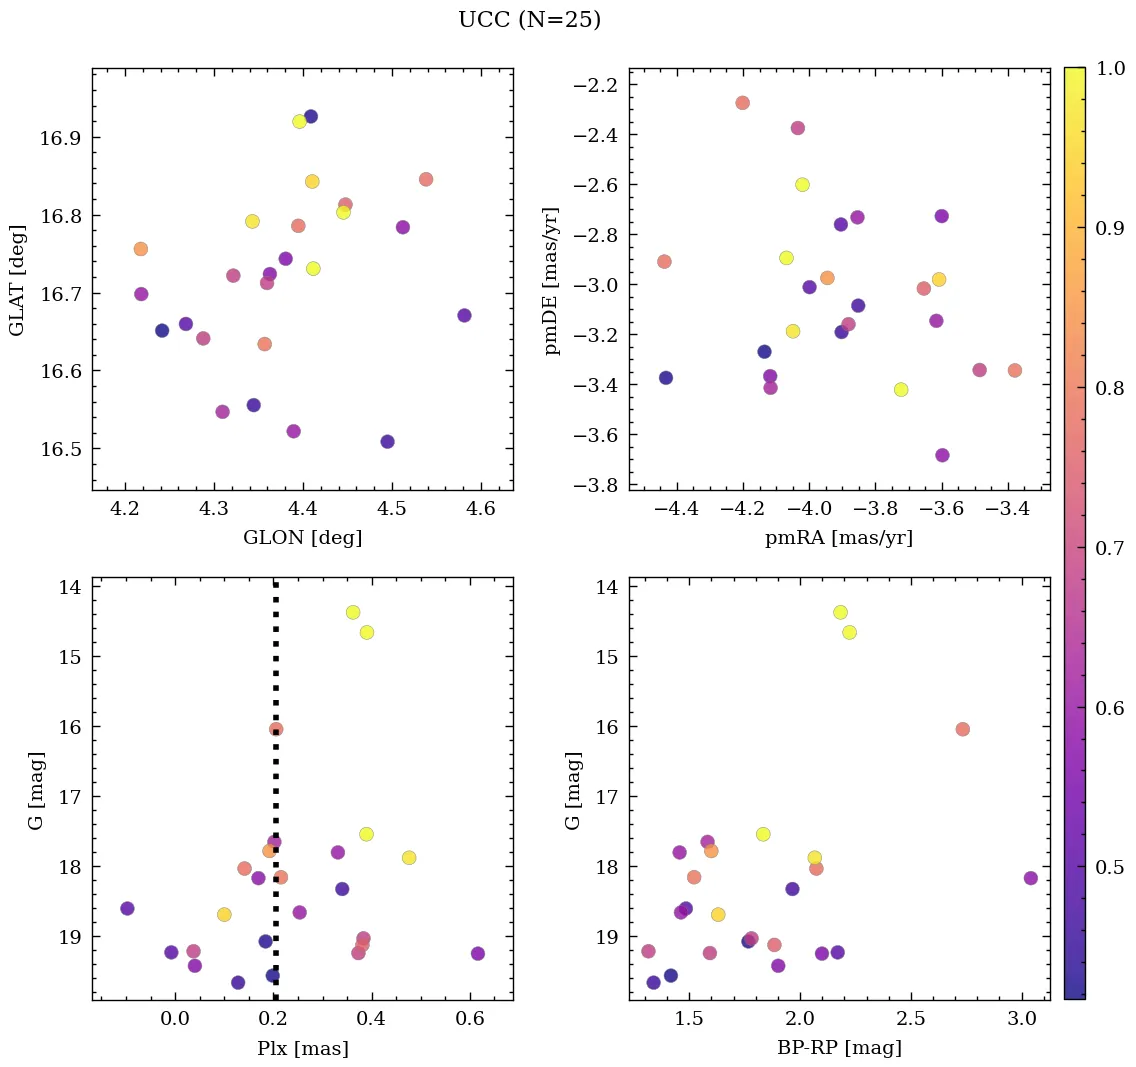 UCC (N=25)
16.9
16.8
16.7
16.6
16.5
GLAT [deg]
4.2 4.3 4.4 4.5 4.6
GLON [deg]
−2.2
−2.4
−2.6
−2.8
−3.0
−3.2
−3.4
−3.6
−3.8
pmDE [mas/yr]
−4.4 −4.2 −4.0 −3.8 −3.6 −3.4
pmRA [mas/yr]
14
15
16
17
18
19
G [mag]
0.0 0.2 0.4 0.6
Plx [mas]
14
15
16
17
18
19
G [mag]
1.5 2.0 2.5 3.0
BP-RP [mag]
1.0
0.9
0.8
0.7
0.6
0.5